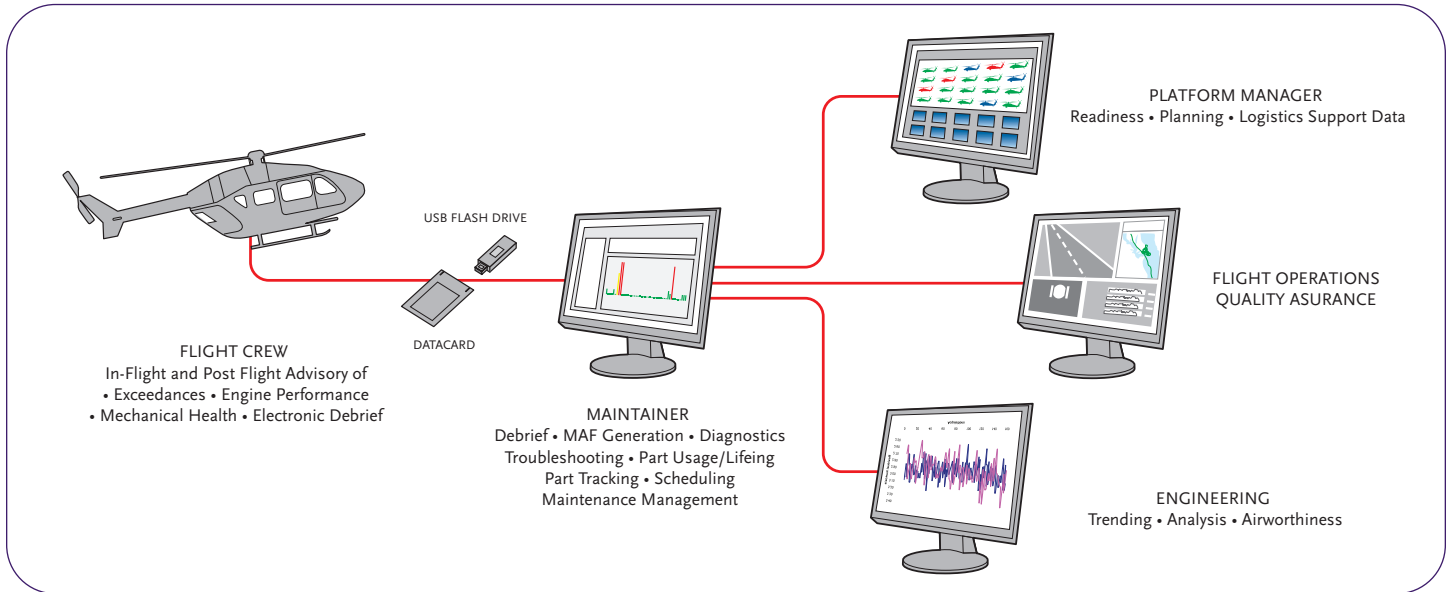 PLATFORM MANAGER
Readiness • Planning • Logistics Support Data
USB FLASH DRIVE
DATACARD
FLIGHT OPERATIONS
QUALITY ASURANCE
FLIGHT CREW
In-Flight and Post Flight Advisory of
• Exceedances • Engine Performance
• Mechanical Health • Electronic Debrief
MAINTAINER
Debrief • MAF Generation • Diagnostics
Troubleshooting • Part Usage/Lifeing
Part Tracking • Scheduling
Maintenance Management
ENGINEERING
Trending • Analysis • Airworthiness